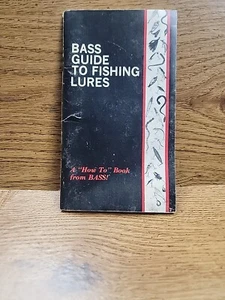 BASS
GUIDE
TO FISHING
LURES
A "How To" Book
from BASS!